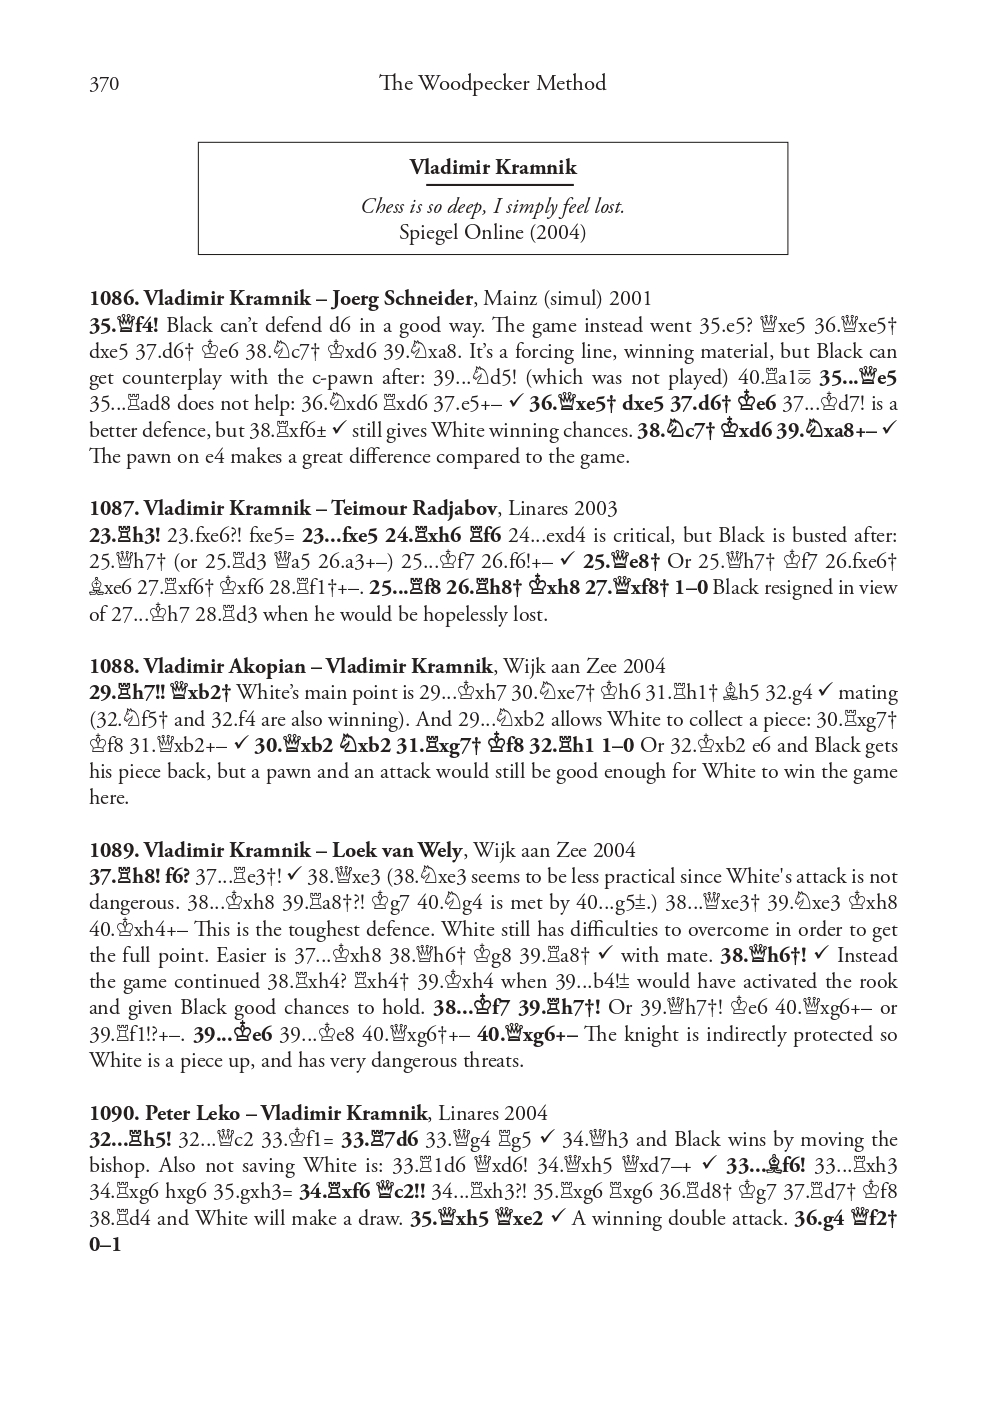 370
The Woodpecker Method
Vladimir Kramnik
Chess is so deep, I simply feel lost.
Spiegel Online (2004)
1086. Vladimir Kramnik – Joerg Schneider, Mainz (simul) 2001
35.♕f4! Black can’t defend d6 in a good way. The game instead went 35.e5? ♕xe5 36.♕xe5†
dxe5 37.d6† ♔e6 38.♘c7† ♔xd6 39.♘xa8. It’s a forcing line, winning material, but Black can
get counterplay with the c-pawn after: 39...♘d5! (which was not played) 40.♖a1⯹ 35...♕e5
35...♖ad8 does not help: 36.♘xd6 ♖xd6 37.e5+– ✓ 36.♕xe5† dxe5 37.d6† ♔e6 37...♔d7! is a
better defence, but 38.♖xf6± ✓ still gives White winning chances. 38.♘c7† ♔xd6 39.♘xa8+– ✓
The pawn on e4 makes a great difference compared to the game.
1087. Vladimir Kramnik – Teimour Radjabov, Linares 2003
23.♖h3! 23.fxe6?! fxe5= 23...fxe5 24.♖xh6 ♖f6 24...exd4 is critical, but Black is busted after:
25.♕h7† (or 25.♖d3 ♕a5 26.a3+–) 25...♔f7 26.f6!+– ✓ 25.♕e8† Or 25.♕h7† ♔f7 26.fxe6†
♗xe6 27.♖xf6† ♔xf6 28.♖f1†+–. 25...♖f8 26.♖h8† ♔xh8 27.♕xf8† 1–0 Black resigned in view
of 27...♔h7 28.♖d3 when he would be hopelessly lost.
1088. Vladimir Akopian – Vladimir Kramnik, Wijk aan Zee 2004
29.♖h7!! ♕xb2† White’s main point is 29...♔xh7 30.♘xe7† ♔h6 31.♖h1† ♗h5 32.g4 ✓ mating
(32.♘f5† and 32.f4 are also winning). And 29...♘xb2 allows White to collect a piece: 30.♖xg7†
♔f8 31.♕xb2+– ✓ 30.♕xb2 ♘xb2 31.♖xg7† ♔f8 32.♖h1 1–0 Or 32.♔xb2 e6 and Black gets
his piece back, but a pawn and an attack would still be good enough for White to win the game
here.
1089. Vladimir Kramnik – Loek van Wely, Wijk aan Zee 2004
37.♖h8! f6? 37...♖e3†! ✓ 38.♕xe3 (38.♘xe3 seems to be less practical since White's attack is not
dangerous. 38...♔xh8 39.♖a8†?! ♔g7 40.♘g4 is met by 40...g5±.) 38...♕xe3† 39.♘xe3 ♔xh8
40.♔xh4+– This is the toughest defence. White still has difficulties to overcome in order to get
the full point. Easier is 37...♔xh8 38.♕h6† ♔g8 39.♖a8† ✓ with mate. 38.♕h6†! ✓ Instead
the game continued 38.♖xh4? ♖xh4† 39.♔xh4 when 39...b4!⩲ would have activated the rook
and given Black good chances to hold. 38...♔f7 39.♖h7†! Or 39.♕h7†! ♔e6 40.♕xg6+– or
39.♖f1!?+–. 39...♔e6 39...♔e8 40.♕xg6†+– 40.♕xg6+– The knight is indirectly protected so
White is a piece up, and has very dangerous threats.
1090. Peter Leko – Vladimir Kramnik, Linares 2004
32...♖h5! 32...♕c2 33.♔f1= 33.♖7d6 33.♕g4 ♖g5 ✓ 34.♕h3 and Black wins by moving the
bishop. Also not saving White is: 33.♖1d6 ♕xd6! 34.♕xh5 ♕xd7–+ ✓ 33...♗f6! 33...♖xh3
34.♖xg6 hxg6 35.gxh3= 34.♖xf6 ♕c2!! 34...♖xh3?! 35.♖xg6 ♖xg6 36.♖d8† ♔g7 37.♖d7† ♔f8
38.♖d4 and White will make a draw. 35.♕xh5 ♕xe2 ✓ A winning double attack. 36.g4 ♕f2†
0–1